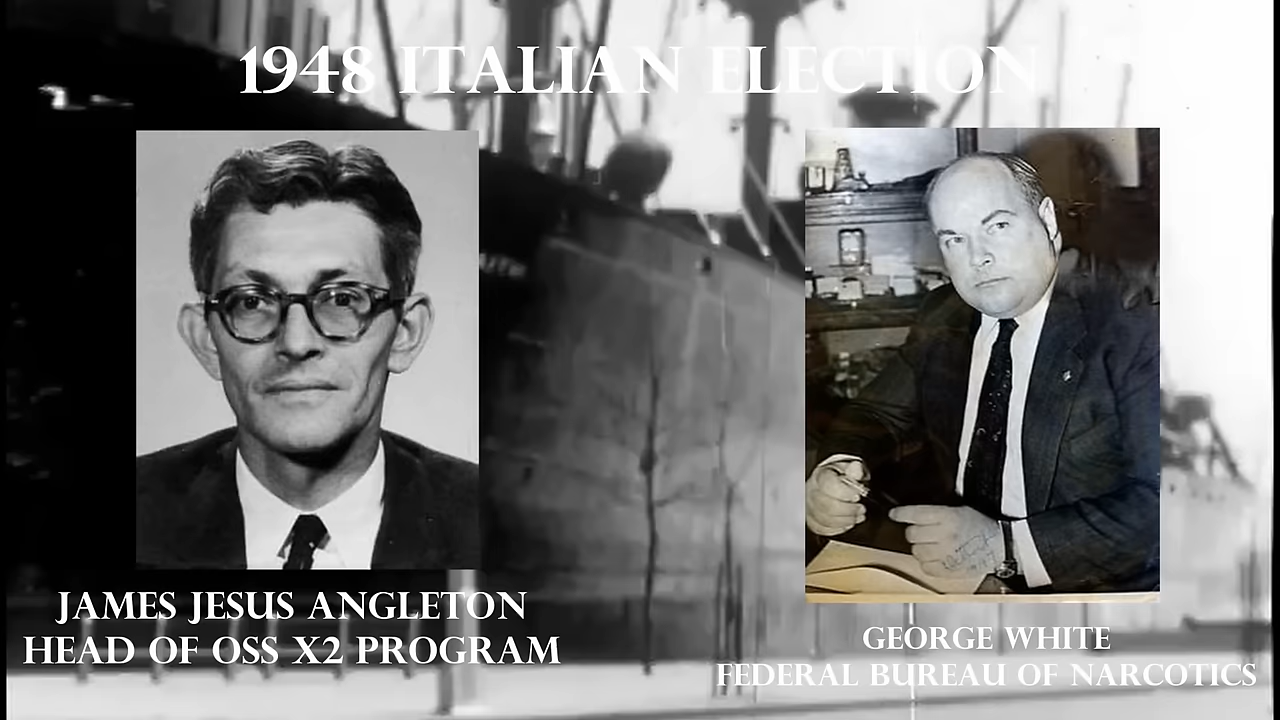 1948 ITALIAN ELECTION
JAMES JESUS ANGLETON
HEAD OF OSS X2 PROGRAM
GEORGE WHITE
FEDERAL BUREAU OF NARCOTICS